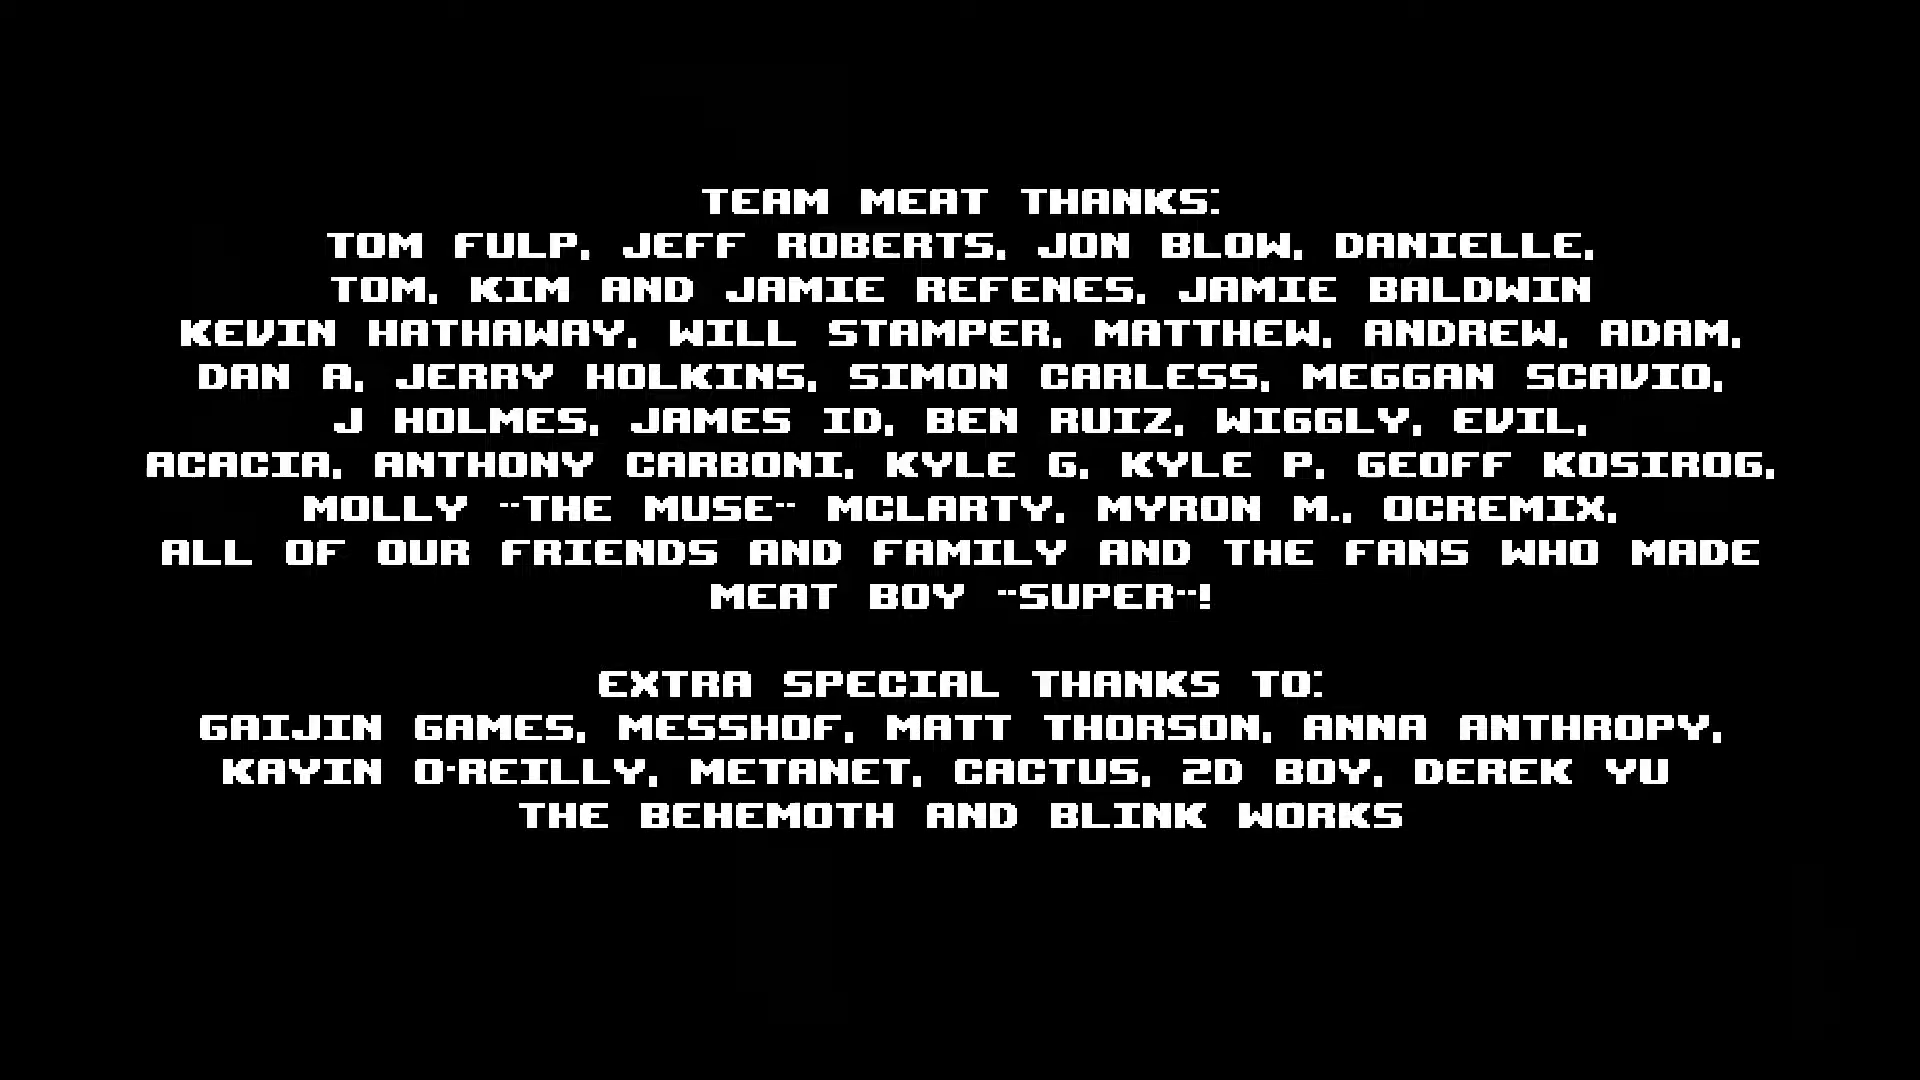 TEAM MEAT THANKS:
TOM FULP, JEFF ROBERTS, JON BLOW, DANIELLE,
TOM, KIM AND JAMIE REFENES, JAMIE BALDWIN
KEVIN HATHAWAY, WILL STAMPER, MATTHEW, ANDREW, ADAM,
DAN A, JERRY HOLKINS, SIMON CARLESS, MEGGAN SCAVIO,
J HOLMES, JAMES ID, BEN RUIZ, WIGGLY, EVIL,
ACACIA, ANTHONY CARBONI, KYLE G, KYLE P, GEOFF KOSIROG,
MOLLY "THE MUSE" MCLARTY, MYRON M., OCREMIX,
ALL OF OUR FRIENDS AND FAMILY AND THE FANS WHO MADE
MEAT BOY "SUPER"!
EXTRA SPECIAL THANKS TO:
GAIJIN GAMES, MESSHOF, MATT THORSON, ANNA ANTHROPY,
KAYIN O-REILLY, METANET, CACTUS, 2D BOY, DEREK YU
THE BEHEMOTH AND BLINK WORKS